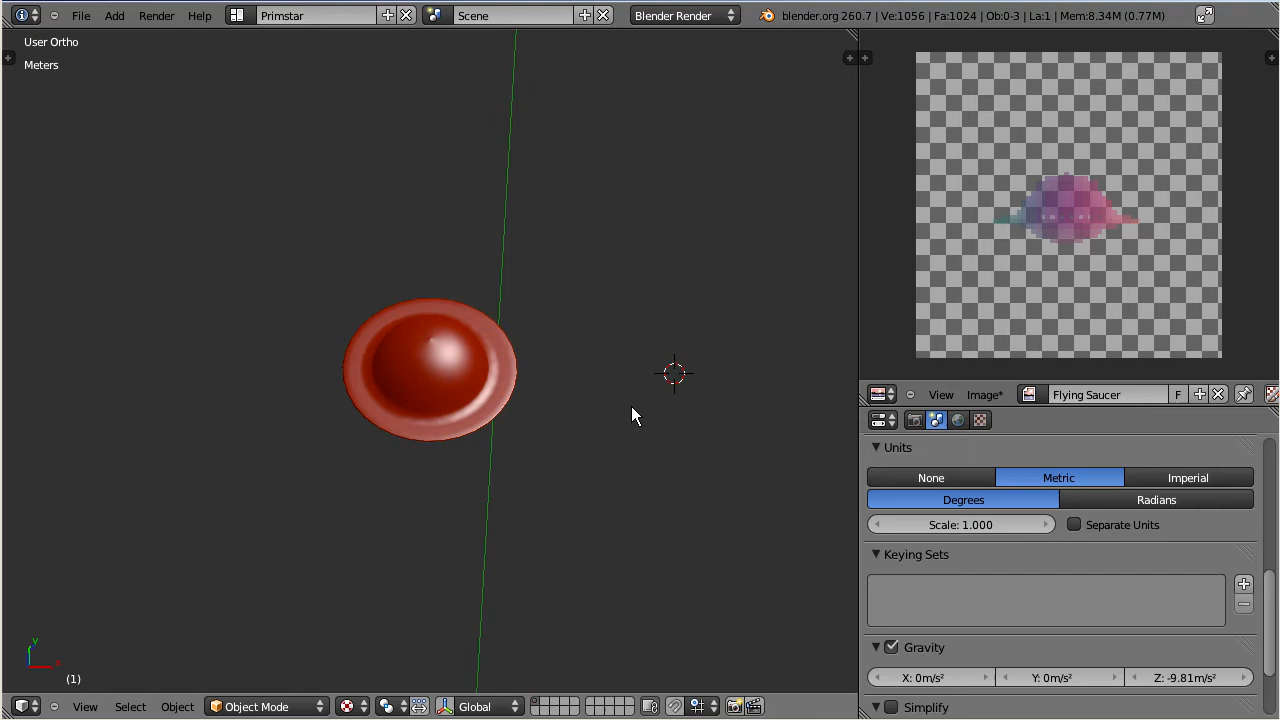 File Add Render Help Primstar Scene Blender Render blender.org 260.7 | Ve:1056 | Fa:1024 | Ob:0-3 | La:1 | Mem:8.34M (0.77M)
User Ortho
Meters
y
x
(1)
View Select Object Object Mode Global
View Image* Flying Saucer F
Units
None Metric Imperial
Degrees Radians
Scale: 1.000 Separate Units
Keying Sets
Gravity
X: 0m/s² Y: 0m/s² Z: -9.81m/s²
Simplify